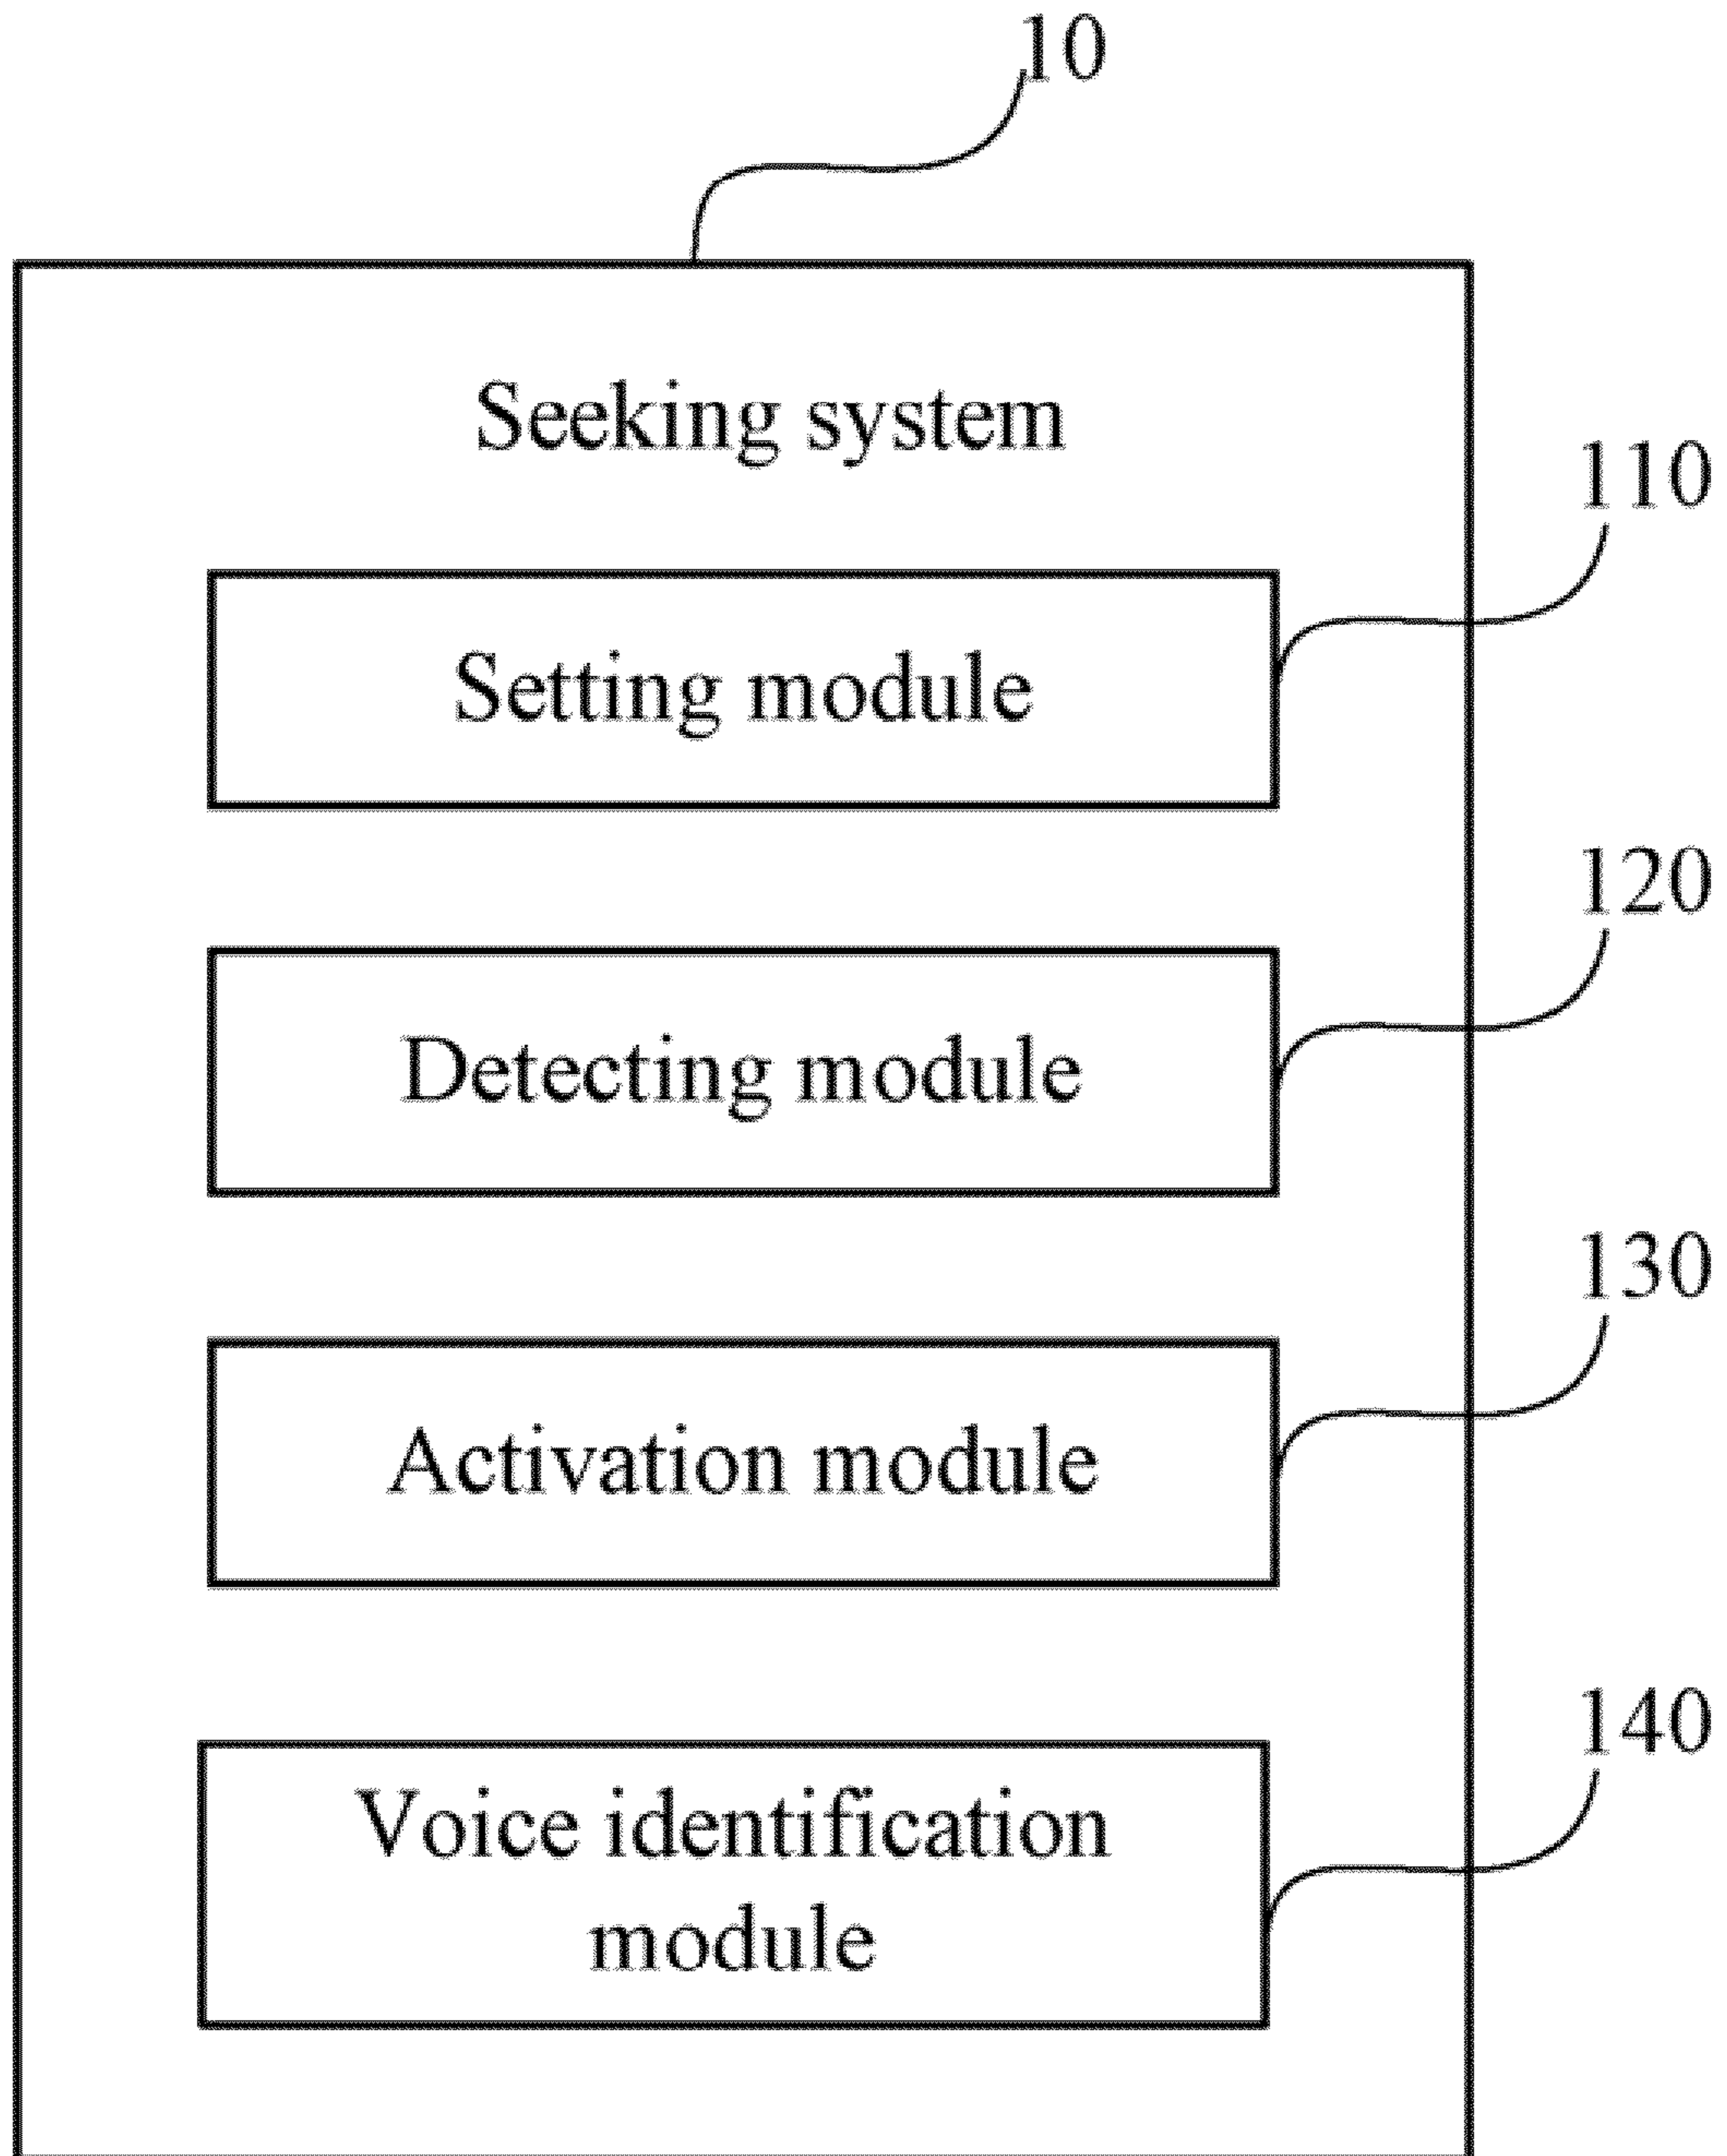 10
Seeking system
110
Setting module
120
Detecting module
130
Activation module
140
Voice identification
module